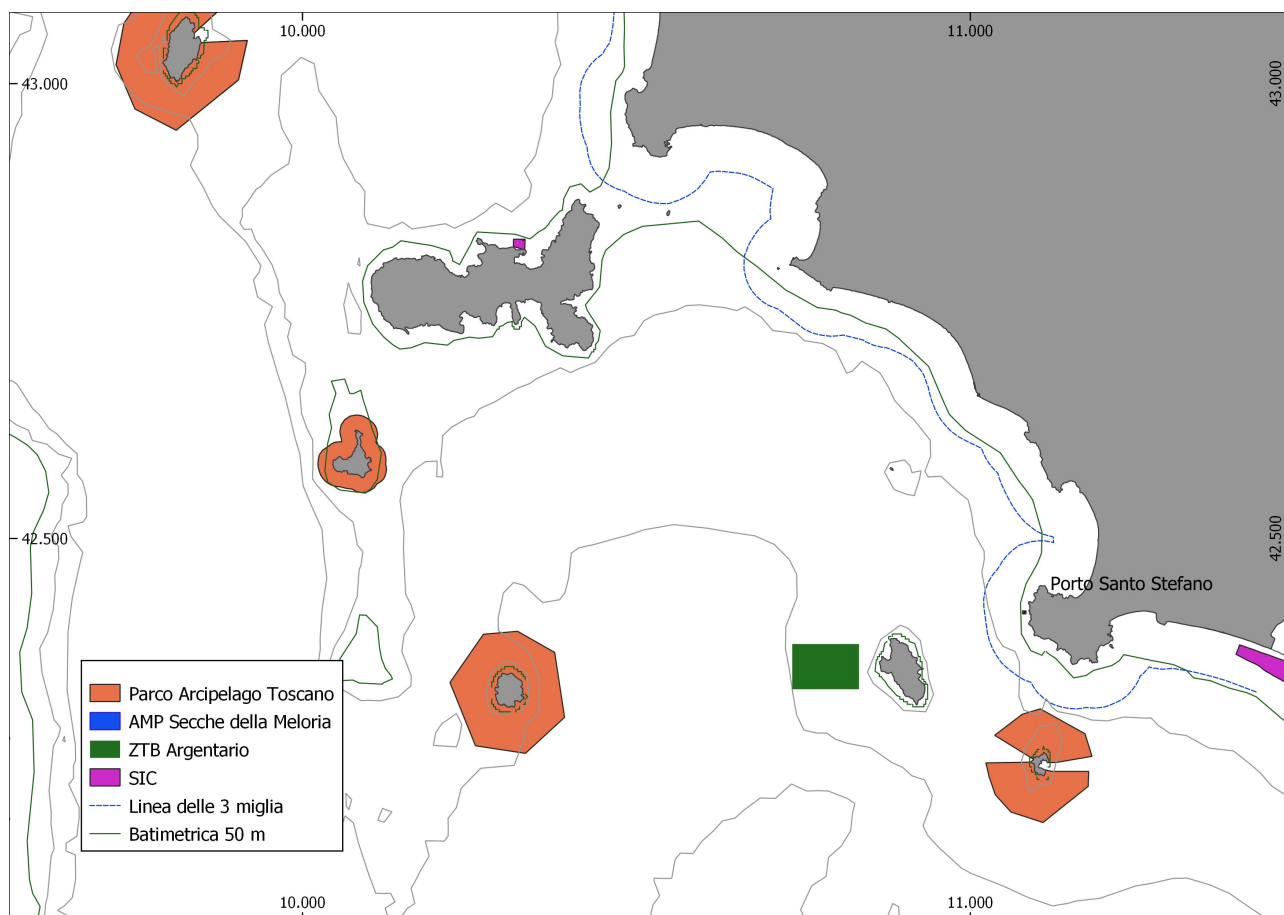 10.000
11.000
43.000
43.000
42.500
42.500
Porto Santo Stefano
Parco Arcipelago Toscano
AMP Secche della Meloria
ZTB Argentario
SIC
Linea delle 3 miglia
Batimetrica 50 m
10.000
11.000